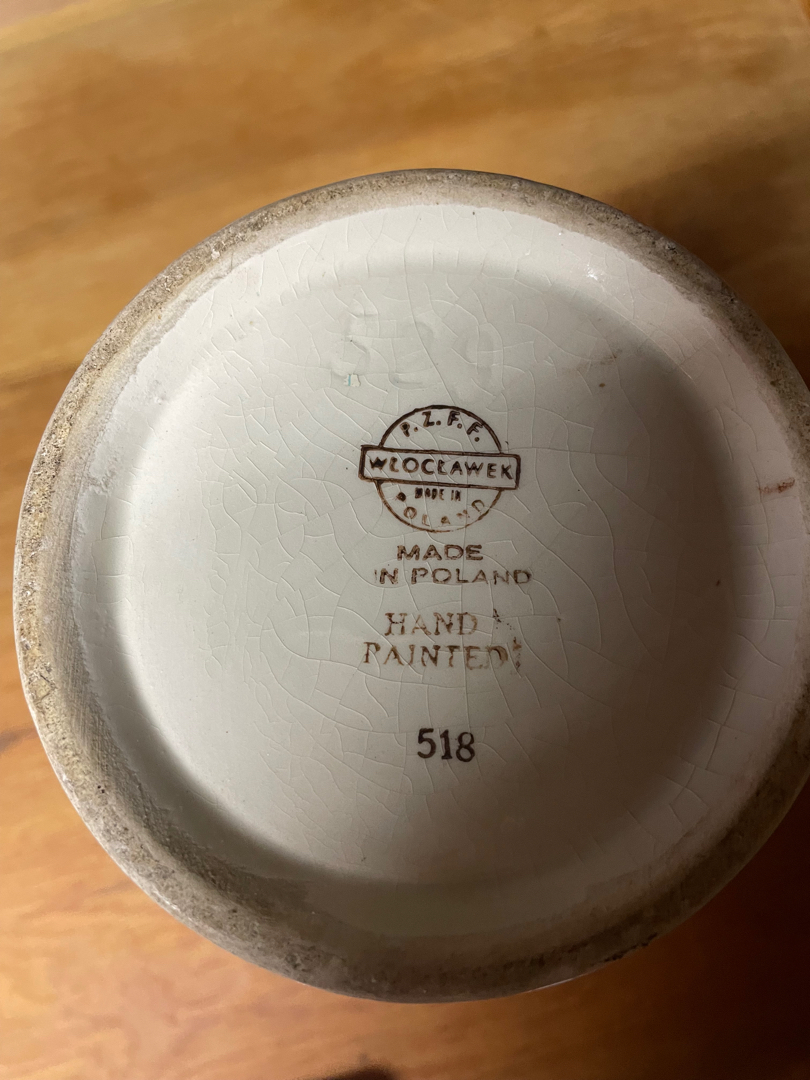 P.Z.F.F.
WŁOCŁAWEK
MADE IN
POLAND
MADE
IN POLAND
HAND
PAINTED
518